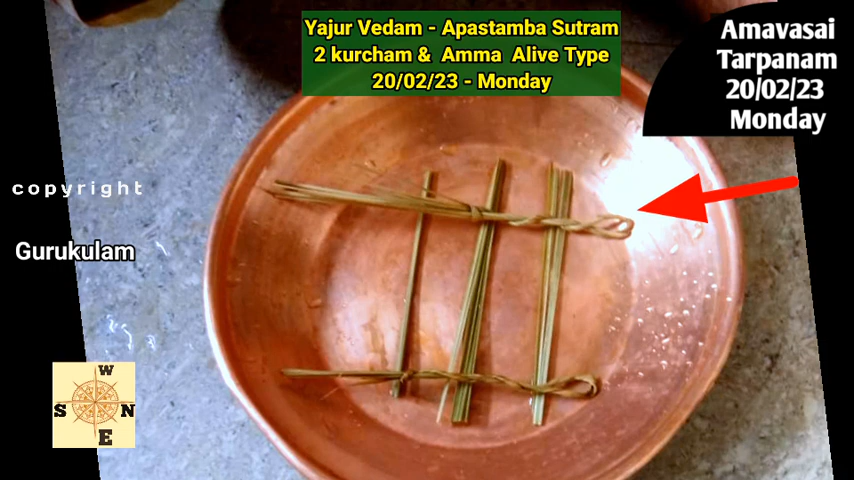 Yajur Vedam - Apastamba Sutram
2 kurcham & Amma Alive Type
20/02/23 - Monday
Amavasai
Tarpanam
20/02/23
Monday
copyright
Gurukulam
W
S N
E